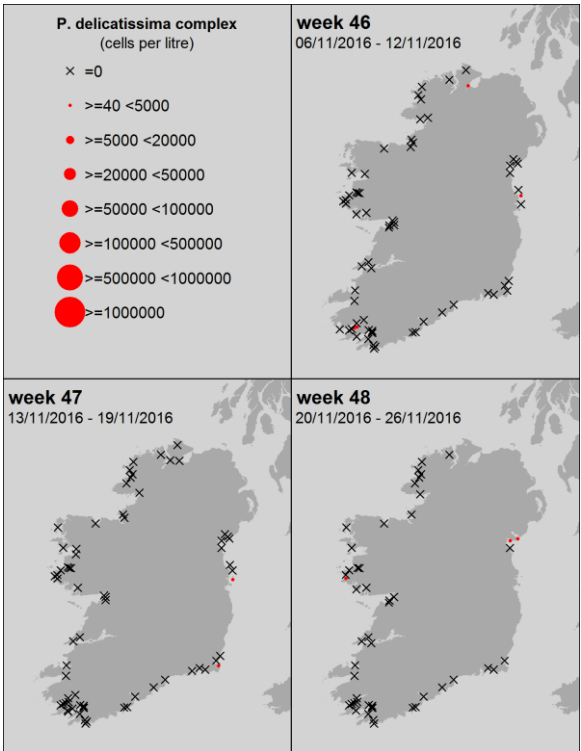 P. delicatissima complex
(cells per litre)
=0
>=40 <5000
>=5000 <20000
>=20000 <50000
>=50000 <100000
>=100000 <500000
>=500000 <1000000
>=1000000
week 46
06/11/2016 - 12/11/2016
week 47
13/11/2016 - 19/11/2016
week 48
20/11/2016 - 26/11/2016